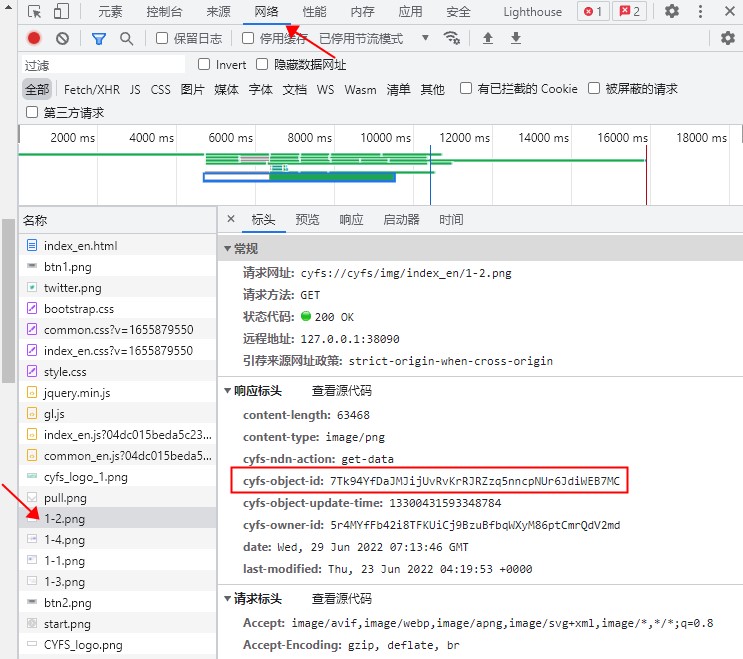 元素 控制台 来源 网络 性能 内存 应用 安全 Lighthouse 1 2
保留日志 停用缓存 已停用节流模式
过滤 Invert 隐藏数据网址
全部 Fetch/XHR JS CSS 图片 媒体 字体 文档 WS Wasm 清单 其他 有已拦截的 Cookie 被屏蔽的请求
第三方请求
2000 ms 4000 ms 6000 ms 8000 ms 10000 ms 12000 ms 14000 ms 16000 ms 18000 ms
名称
index_en.html
btn1.png
twitter.png
bootstrap.css
common.css?v=1655879550
index_en.css?v=1655879550
style.css
jquery.min.js
gl.js
index_en.js?04dc015beda5c23...
common_en.js?04dc015beda5...
cyfs_logo_1.png
pull.png
1-2.png
1-4.png
1-1.png
1-3.png
btn2.png
start.png
CYFS_logo.png
× 标头 预览 响应 启动器 时间
常规
请求网址: cyfs://cyfs/img/index_en/1-2.png
请求方法: GET
状态代码: 200 OK
远程地址: 127.0.0.1:38090
引荐来源网址政策: strict-origin-when-cross-origin
响应标头 查看源代码
content-length: 63468
content-type: image/png
cyfs-ndn-action: get-data
cyfs-object-id: 7Tk94YfDaJMJijUvRvKrRJRZzq5nncpNUr6JdiWEB7MC
cyfs-object-update-time: 13300431593348784
cyfs-owner-id: 5r4MYfFb42i8TFKUiCj9BzuBfbqWXyM86ptCmrQdV2md
date: Wed, 29 Jun 2022 07:13:46 GMT
last-modified: Thu, 23 Jun 2022 04:19:53 +0000
请求标头 查看源代码
Accept: image/avif,image/webp,image/apng,image/svg+xml,image/*,*/*;q=0.8
Accept-Encoding: gzip, deflate, br